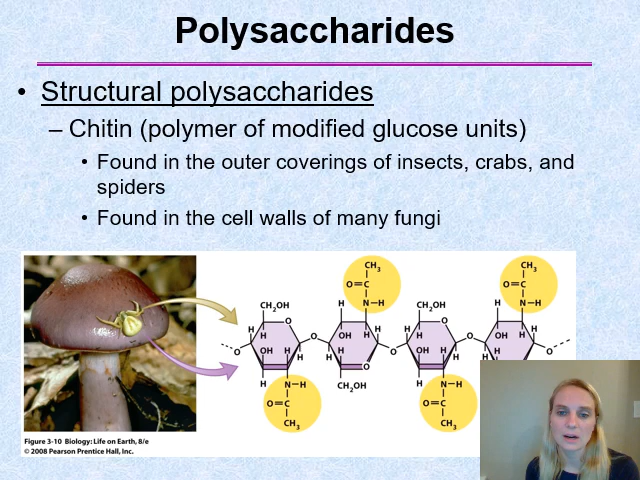 Polysaccharides
• Structural polysaccharides
– Chitin (polymer of modified glucose units)
• Found in the outer coverings of insects, crabs, and
spiders
• Found in the cell walls of many fungi
CH3 CH3
O=C O=C
CH2OH H N–H CH2OH H N–H
H O OH H H O OH H
H O H O H O H
O OH H H O O OH H H O O
H N–H CH2OH H N–H
O=C O=C
CH3 CH3
Figure 3-10 Biology: Life on Earth, 8/e
© 2008 Pearson Prentice Hall, Inc.